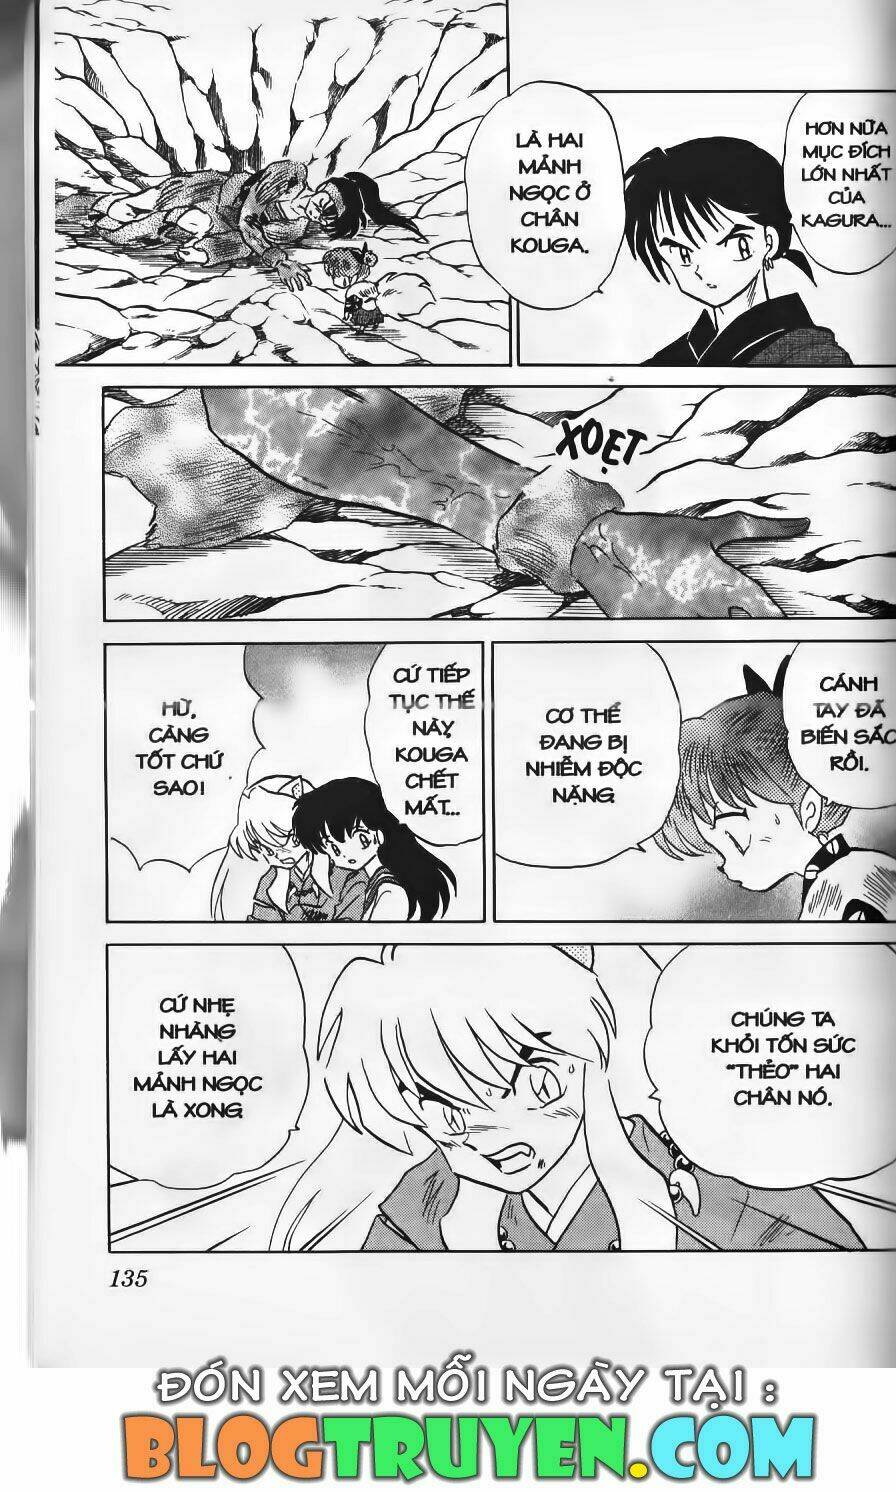 HƠN NỮA
MỤC ĐÍCH
LỚN NHẤT
CỦA
KAGURA...
LÀ HAI
MẢNH
NGỌC Ở
CHÂN
KOUGA.
XOẸT
CÁNH
TAY ĐÃ
BIẾN SẮC
RỒI.
CƠ THỂ
ĐANG BỊ
NHIỄM ĐỘC
NẶNG.
CỨ TIẾP
TỤC THẾ
NÀY,
KOUGA
CHẾT
MẤT...
HỪ,
CÀNG
TỐT CHỨ
SAO!
CHÚNG TA
KHỎI TỐN SỨC
"THẺO" HAI
CHÂN NÓ.
CỨ NHẸ
NHÀNG
LẤY HAI
MẢNH NGỌC
LÀ XONG.
135
ĐÓN XEM MỖI NGÀY TẠI :
BLOGTRUYEN.COM